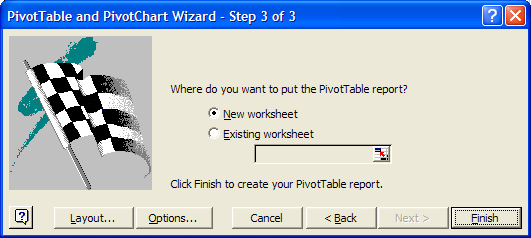 PivotTable and PivotChart Wizard - Step 3 of 3
Where do you want to put the PivotTable report?
New worksheet
Existing worksheet
Click Finish to create your PivotTable report.
Layout... Options... Cancel < Back Next > Finish